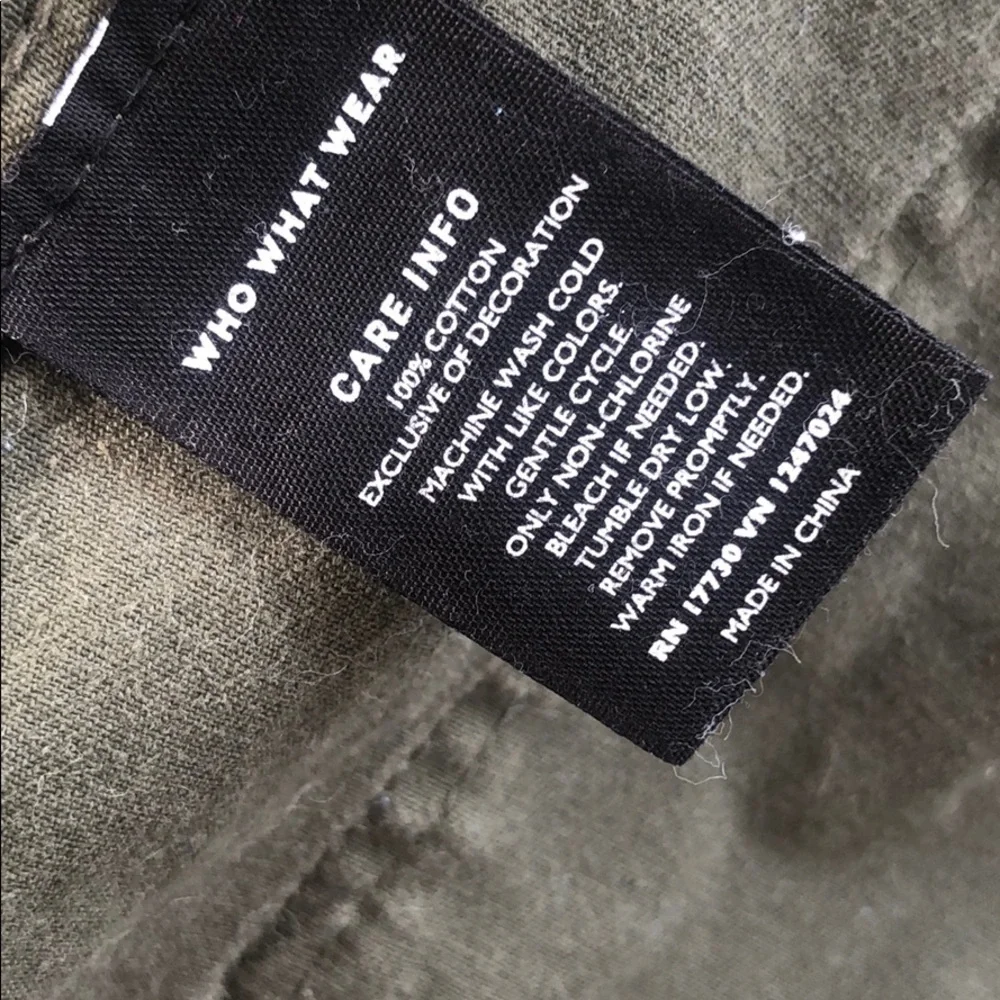 WHO WHAT WEAR
CARE INFO
100% COTTON
EXCLUSIVE OF DECORATION
MACHINE WASH COLD
WITH LIKE COLORS.
GENTLE CYCLE.
ONLY NON-CHLORINE
BLEACH IF NEEDED.
TUMBLE DRY LOW.
REMOVE PROMPTLY.
WARM IRON IF NEEDED.
RN 17730 VN 1247024
MADE IN CHINA